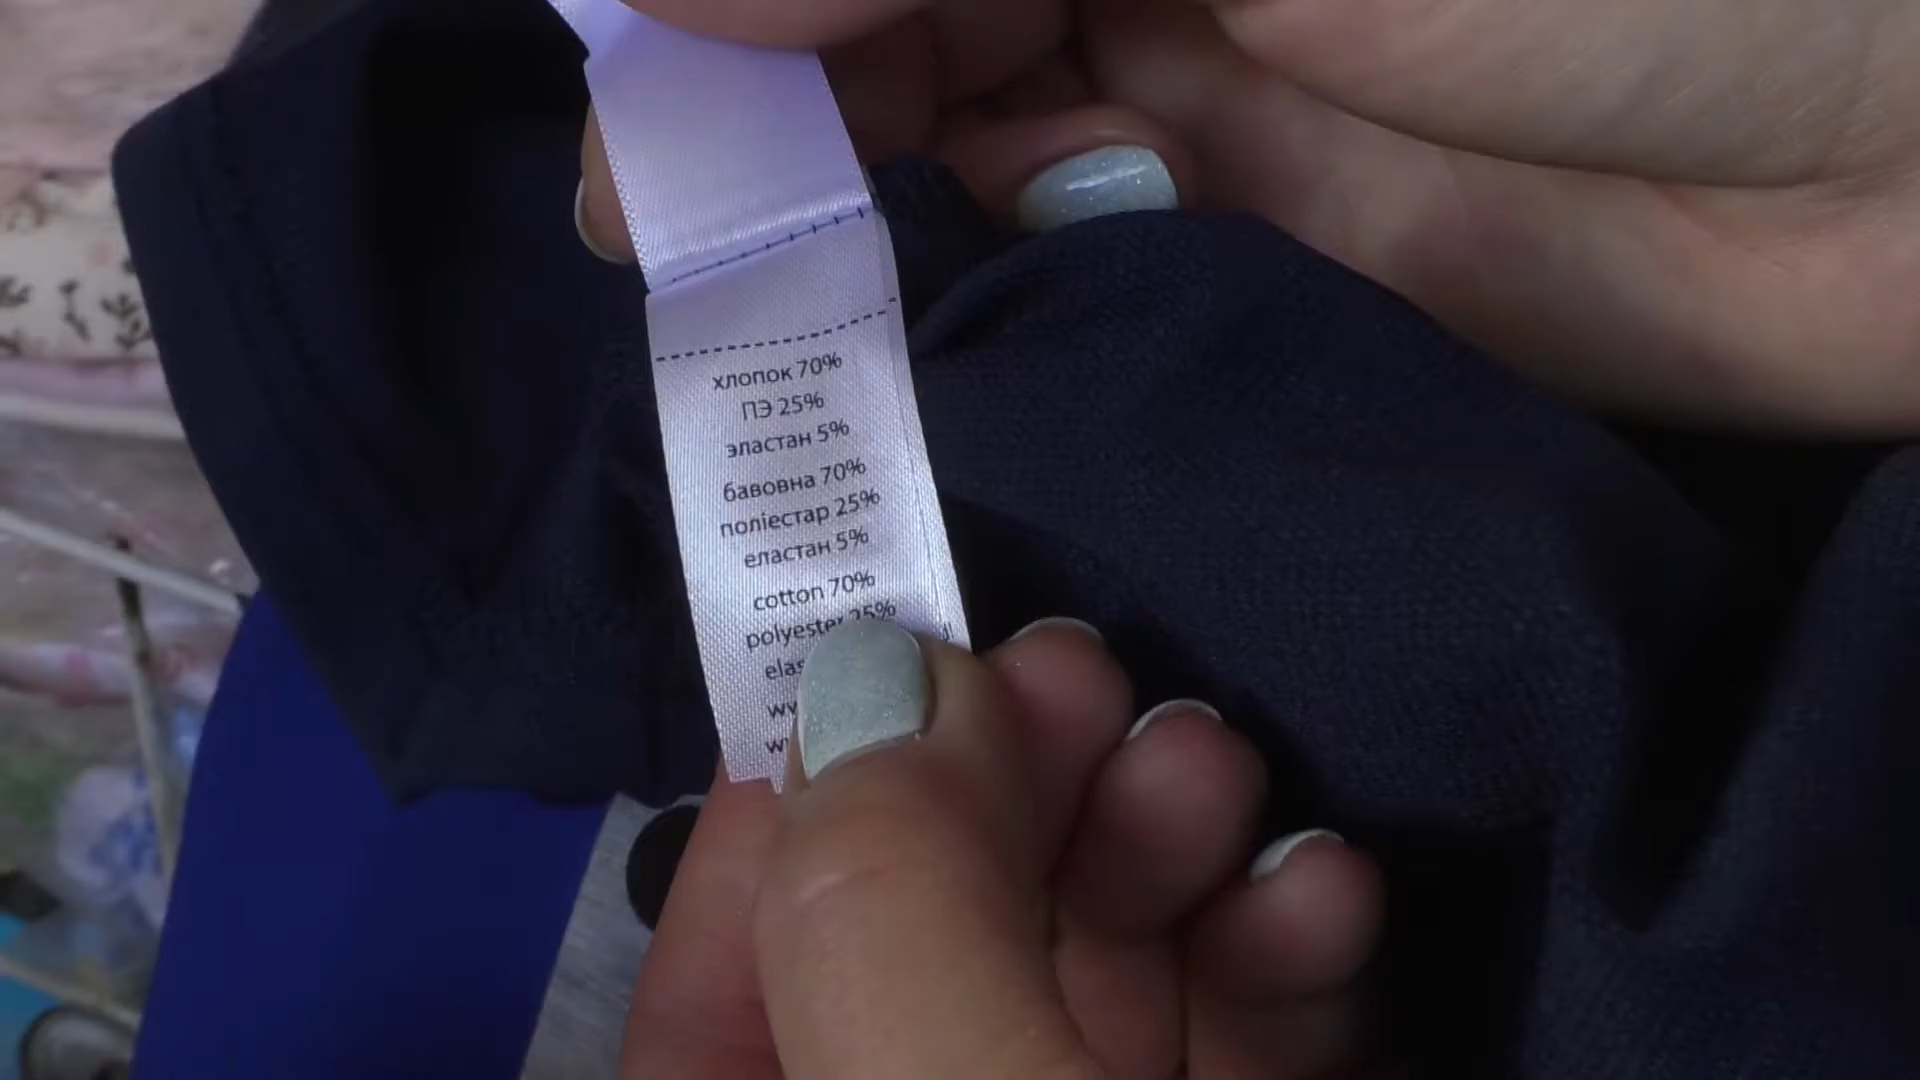 хлопок 70%
ПЭ 25%
эластан 5%
бавовна 70%
поліестар 25%
еластан 5%
cotton 70%
polyester 25%